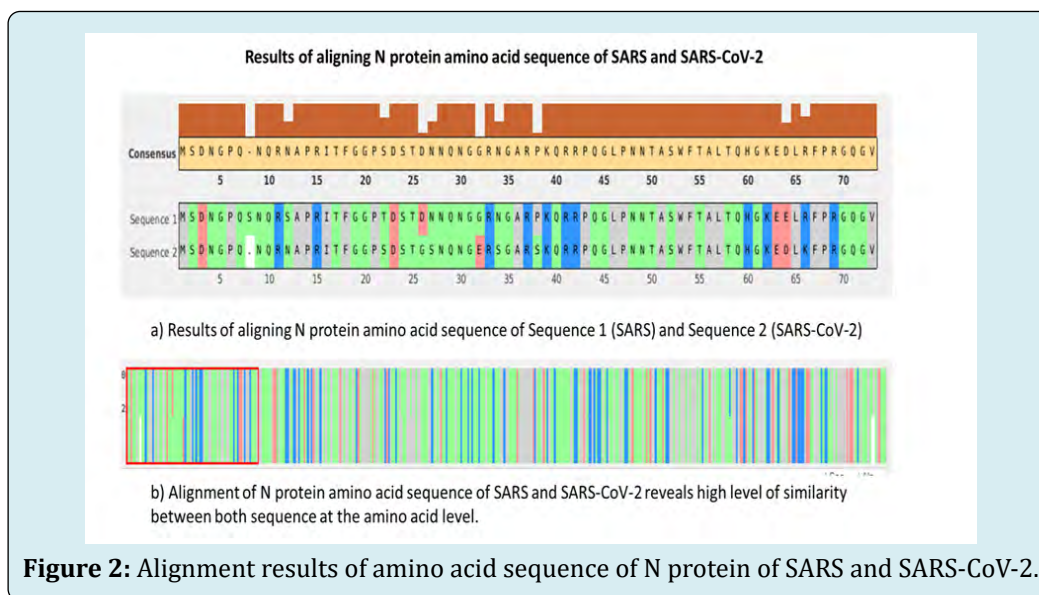 Results of aligning N protein amino acid sequence of SARS and SARS-CoV-2
Consensus M S D N G P Q - N Q R N A P R I T F G G P S D S T D N N Q N G G R N G A R P K Q R R P Q G L P N N T A S W F T A L T Q H G K E D L R F P R G Q G V
5 10 15 20 25 30 35 40 45 50 55 60 65 70
Sequence 1 M S D N G P Q S N Q R S A P R I T F G G P T D S T D N N Q N G G R N G A R P K Q R R P Q G L P N N T A S W F T A L T Q H G K E E L R F P R G Q G V
Sequence 2 M S D N G P Q . N Q R N A P R I T F G G P S D S T G S N Q N G E R S G A R S K Q R R P Q G L P N N T A S W F T A L T Q H G K E D L K F P R G Q G V
5 10 15 20 25 30 35 40 45 50 55 60 65 70
a) Results of aligning N protein amino acid sequence of Sequence 1 (SARS) and Sequence 2 (SARS-CoV-2)
2
b) Alignment of N protein amino acid sequence of SARS and SARS-CoV-2 reveals high level of similarity
between both sequence at the amino acid level.
Figure 2: Alignment results of amino acid sequence of N protein of SARS and SARS-CoV-2.